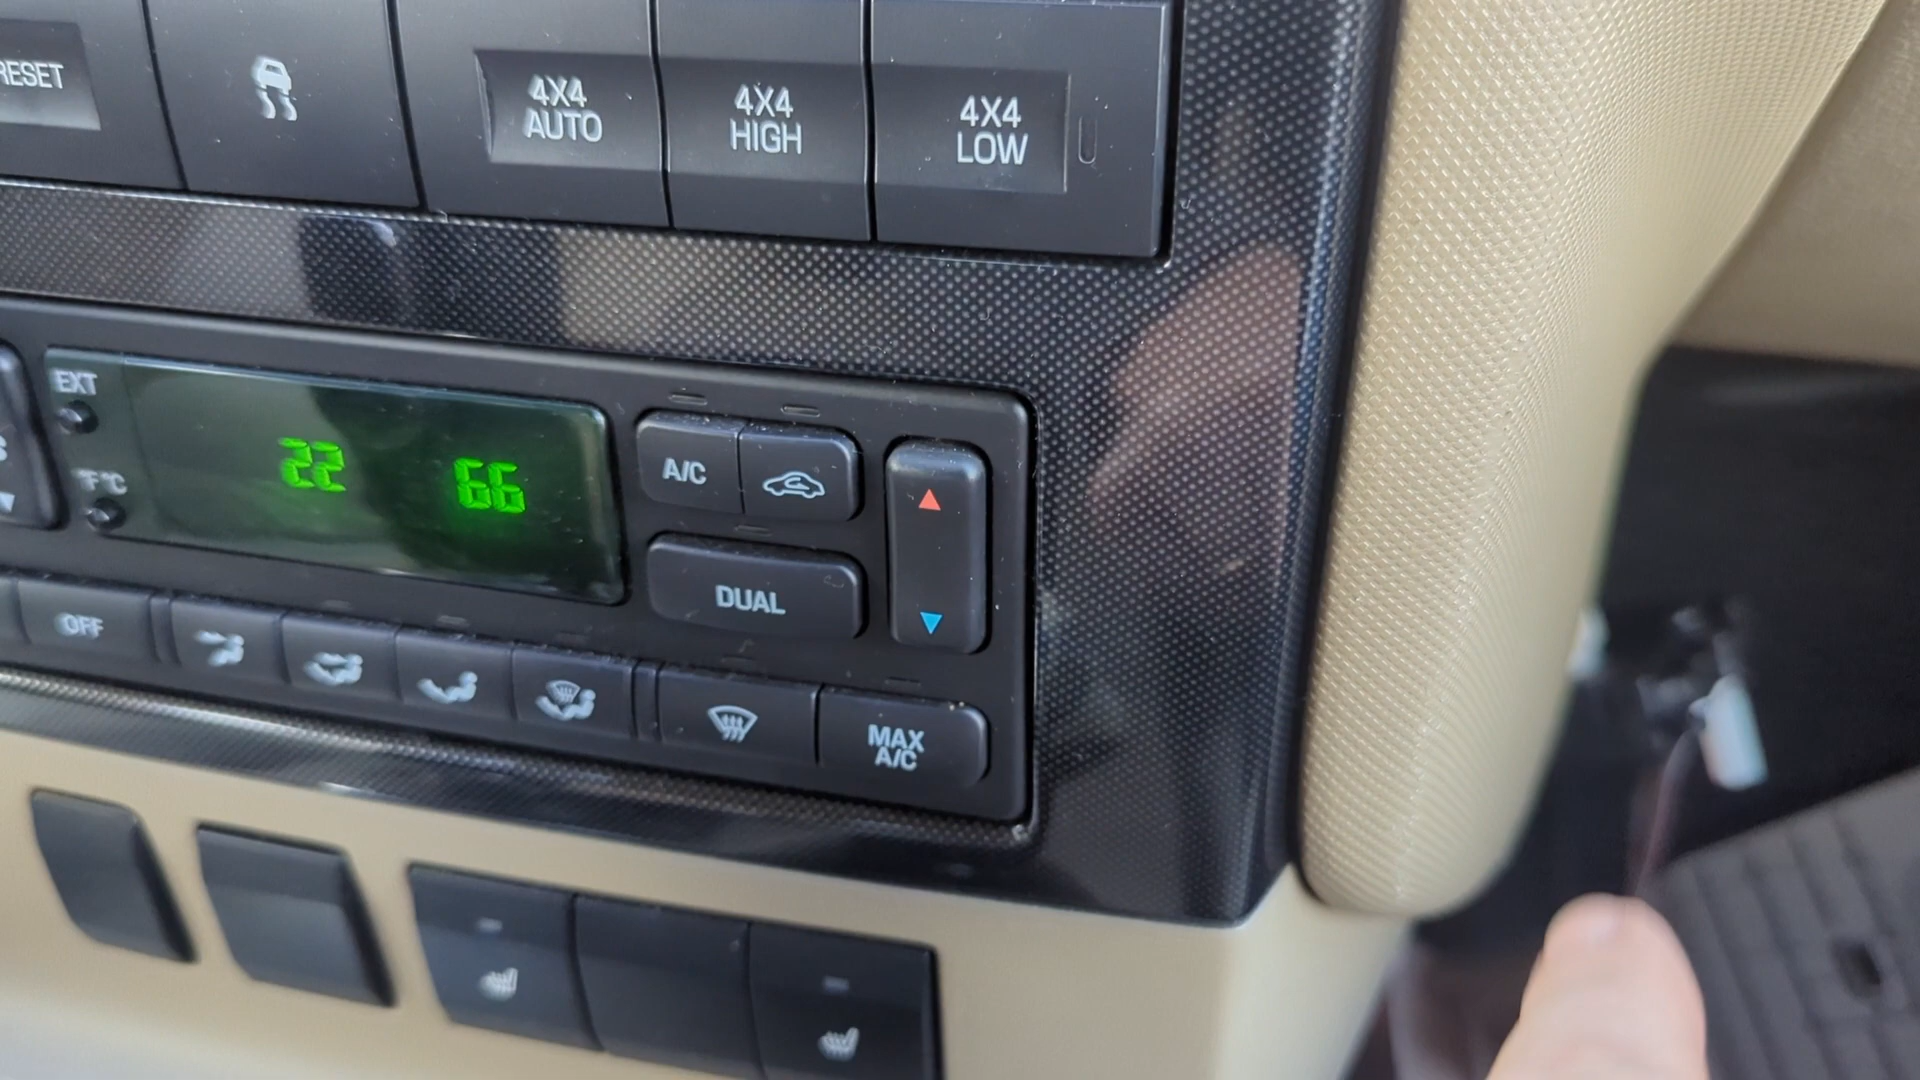 RESET
4X4
AUTO
4X4
HIGH
4X4
LOW
EXT
°F°C
22 66
A/C
DUAL
OFF
MAX
A/C